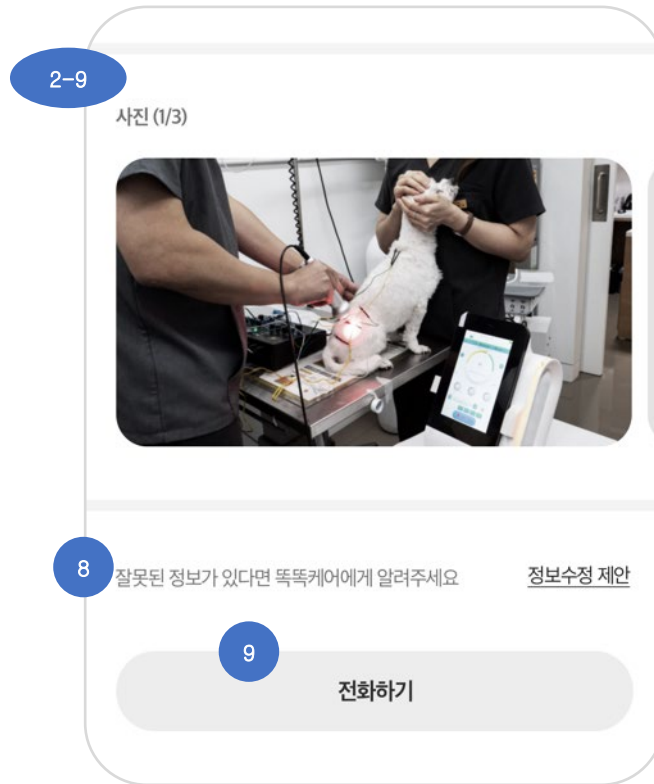 2-9
사진 (1/3)
8
잘못된 정보가 있다면 똑똑케어에게 알려주세요 정보수정 제안
9
전화하기